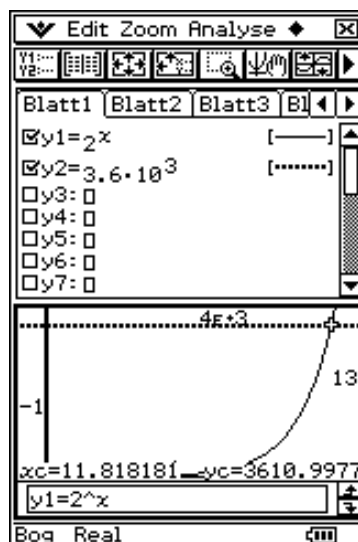 Edit Zoom Analyse ◆
Blatt1 Blatt2 Blatt3 Bl
y1=2^x [——]
y2=3.6·10^3 [········]
y3:▯
y4:▯
y5:▯
y6:▯
y7:▯
4ᴇ+3
13
-1
xc=11.818181 yc=3610.9977
y1=2^x
Bog Real